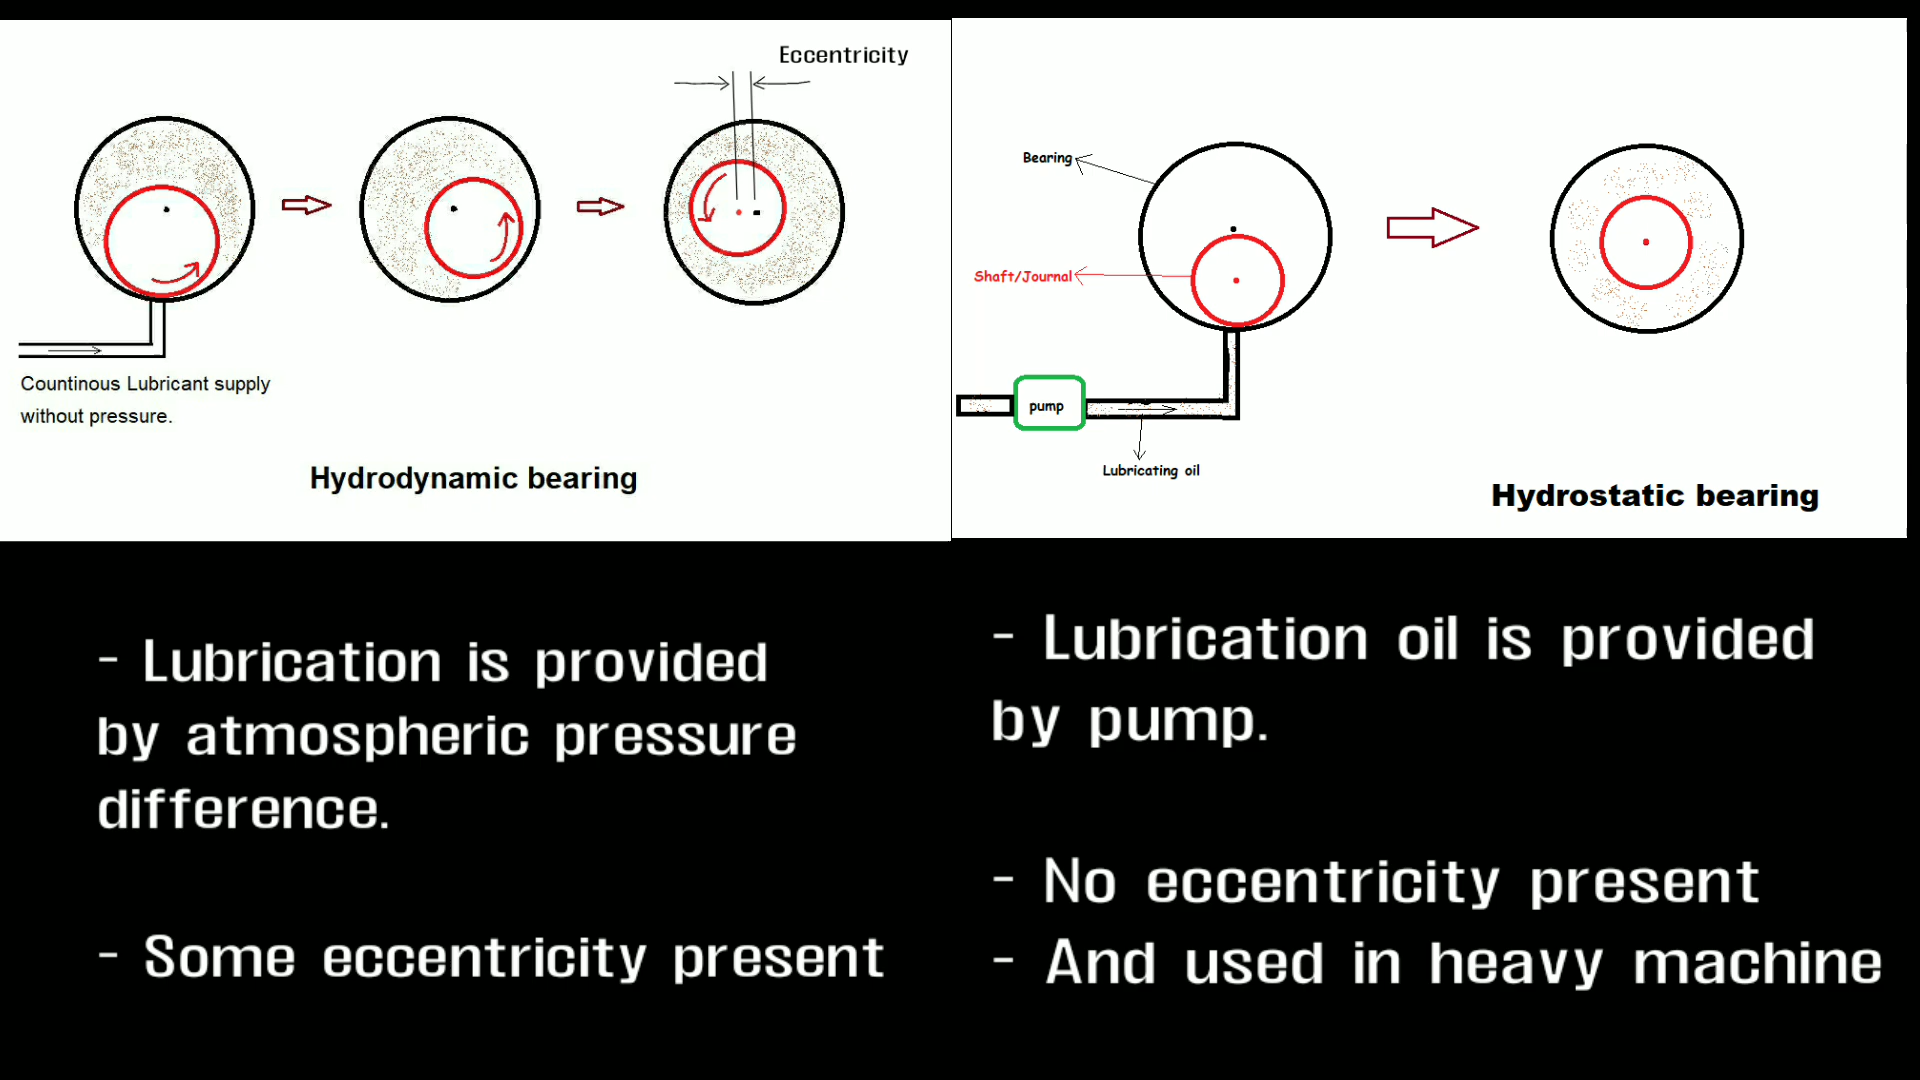 Eccentricity
Countinous Lubricant supply
without pressure.
Hydrodynamic bearing
Bearing
Shaft/Journal
pump
Lubricating oil
Hydrostatic bearing
- Lubrication is provided
by atmospheric pressure
difference.
- Some eccentricity present
- Lubrication oil is provided
by pump.
- No eccentricity present
- And used in heavy machine